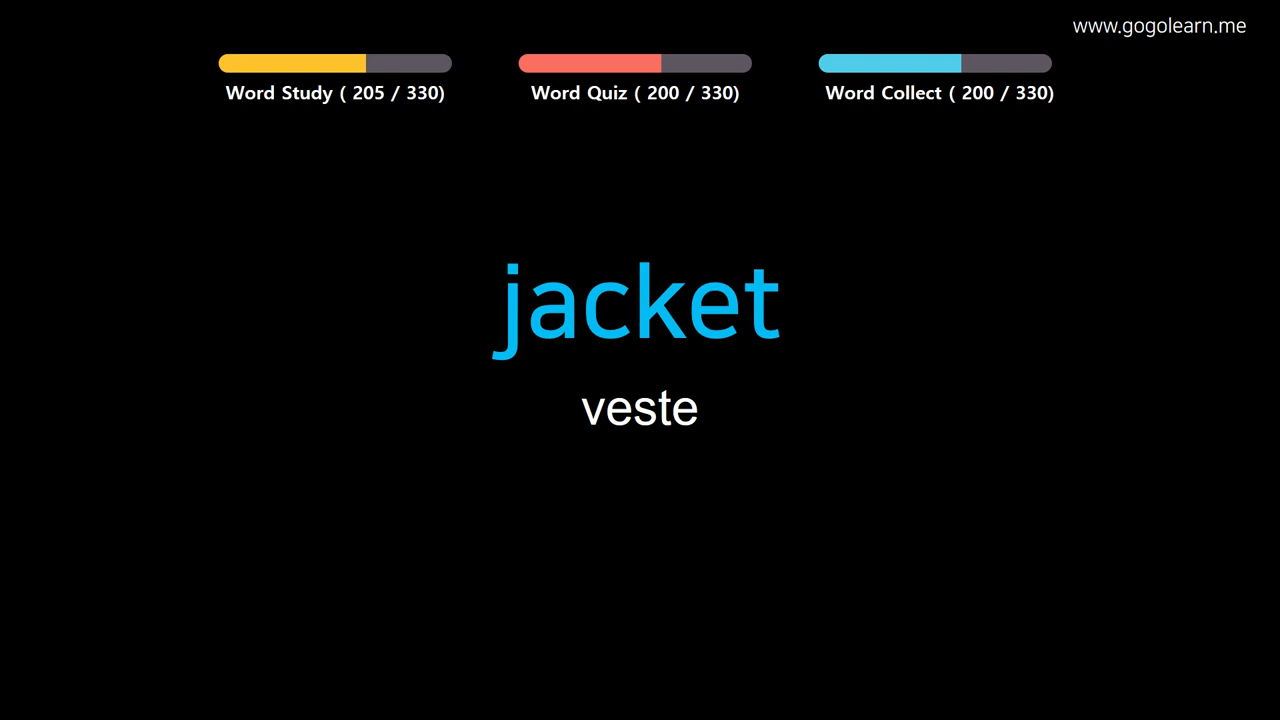 www.gogolearn.me
Word Study ( 205 / 330)
Word Quiz ( 200 / 330)
Word Collect ( 200 / 330)
jacket
veste